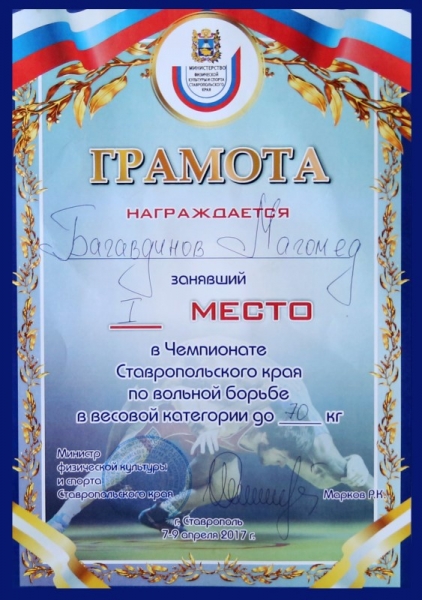 МИНИСТЕРСТВО
ФИЗИЧЕСКОЙ
КУЛЬТУРЫ И СПОРТА
СТАВРОПОЛЬСКОГО
КРАЯ
ГРАМОТА
НАГРАЖДАЕТСЯ
Багавдинов Магомед
занявший
I МЕСТО
в Чемпионате
Ставропольского края
по вольной борьбе
в весовой категории до 70 кг
Министр
физической культуры
и спорта
Ставропольского края Марков Р.К.
г. Ставрополь
7-9 апреля 2017 г.